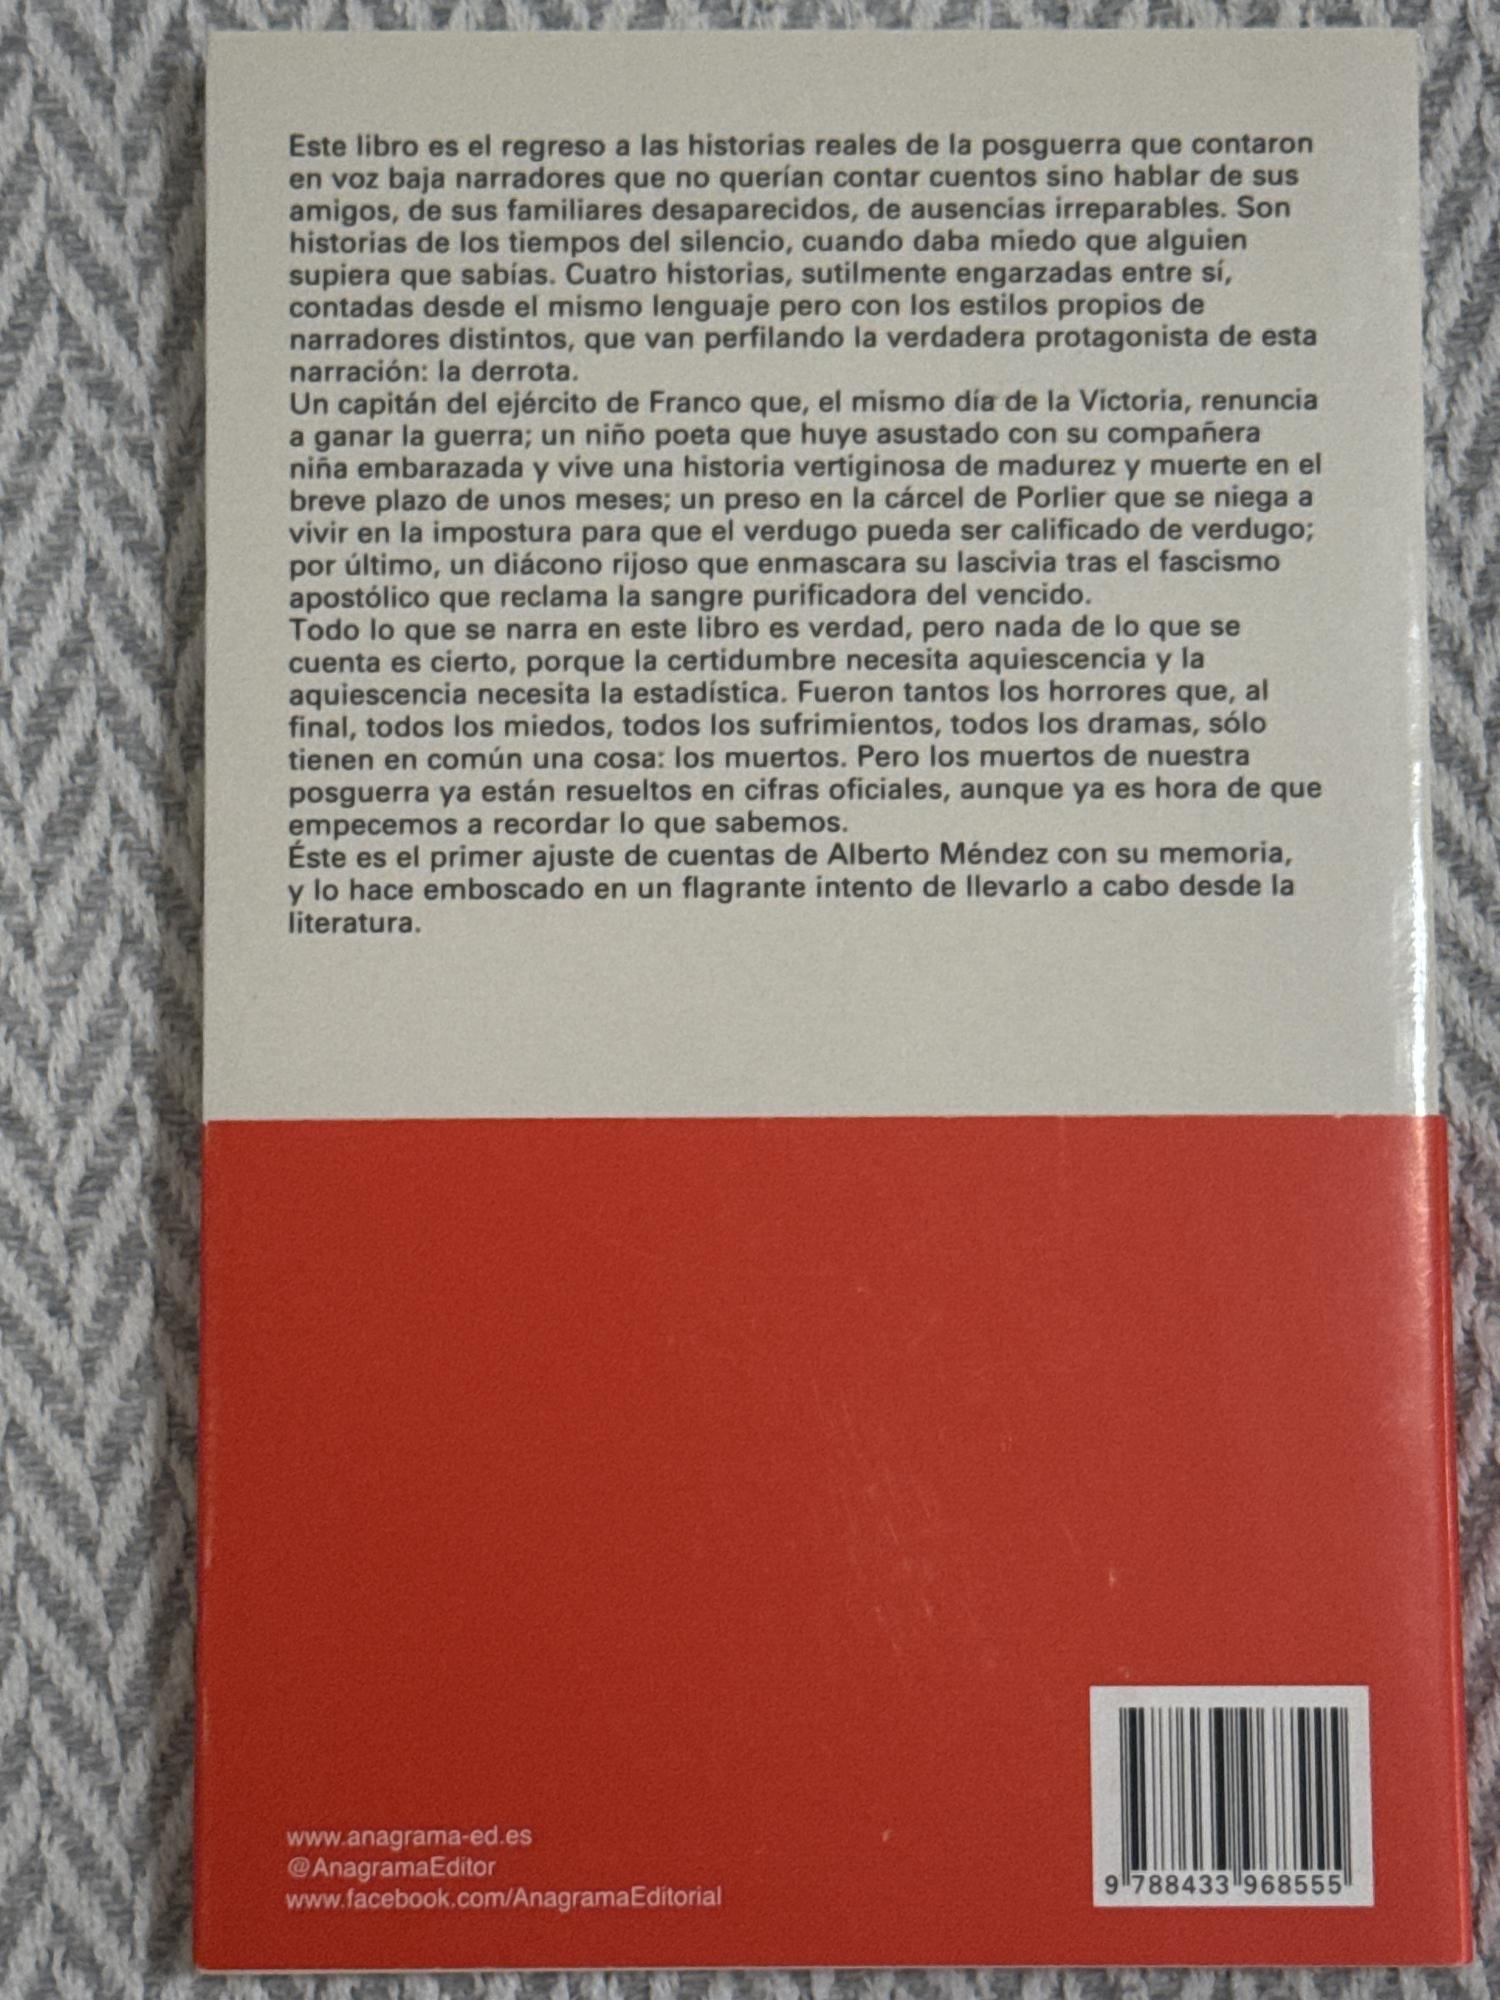 Este libro es el regreso a las historias reales de la posguerra que contaron
en voz baja narradores que no querían contar cuentos sino hablar de sus
amigos, de sus familiares desaparecidos, de ausencias irreparables. Son
historias de los tiempos del silencio, cuando daba miedo que alguien
supiera que sabías. Cuatro historias, sutilmente engarzadas entre sí,
contadas desde el mismo lenguaje pero con los estilos propios de
narradores distintos, que van perfilando la verdadera protagonista de esta
narración: la derrota.
Un capitán del ejército de Franco que, el mismo día de la Victoria, renuncia
a ganar la guerra; un niño poeta que huye asustado con su compañera
niña embarazada y vive una historia vertiginosa de madurez y muerte en el
breve plazo de unos meses; un preso en la cárcel de Porlier que se niega a
vivir en la impostura para que el verdugo pueda ser calificado de verdugo;
por último, un diácono rijoso que enmascara su lascivia tras el fascismo
apostólico que reclama la sangre purificadora del vencido.
Todo lo que se narra en este libro es verdad, pero nada de lo que se
cuenta es cierto, porque la certidumbre necesita aquiescencia y la
aquiescencia necesita la estadística. Fueron tantos los horrores que, al
final, todos los miedos, todos los sufrimientos, todos los dramas, sólo
tienen en común una cosa: los muertos. Pero los muertos de nuestra
posguerra ya están resueltos en cifras oficiales, aunque ya es hora de que
empecemos a recordar lo que sabemos.
Éste es el primer ajuste de cuentas de Alberto Méndez con su memoria,
y lo hace emboscado en un flagrante intento de llevarlo a cabo desde la
literatura.
www.anagrama-ed.es
@AnagramaEditor
www.facebook.com/AnagramaEditorial
9 788433 968555